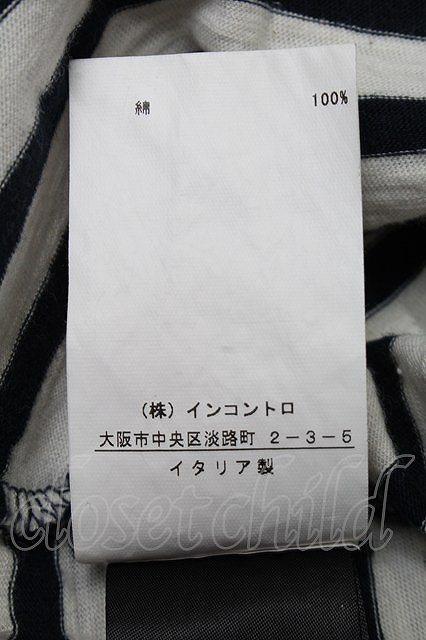 綿 100%
(株) インコントロ
大阪市中央区淡路町 2-3-5
イタリア製
closet child